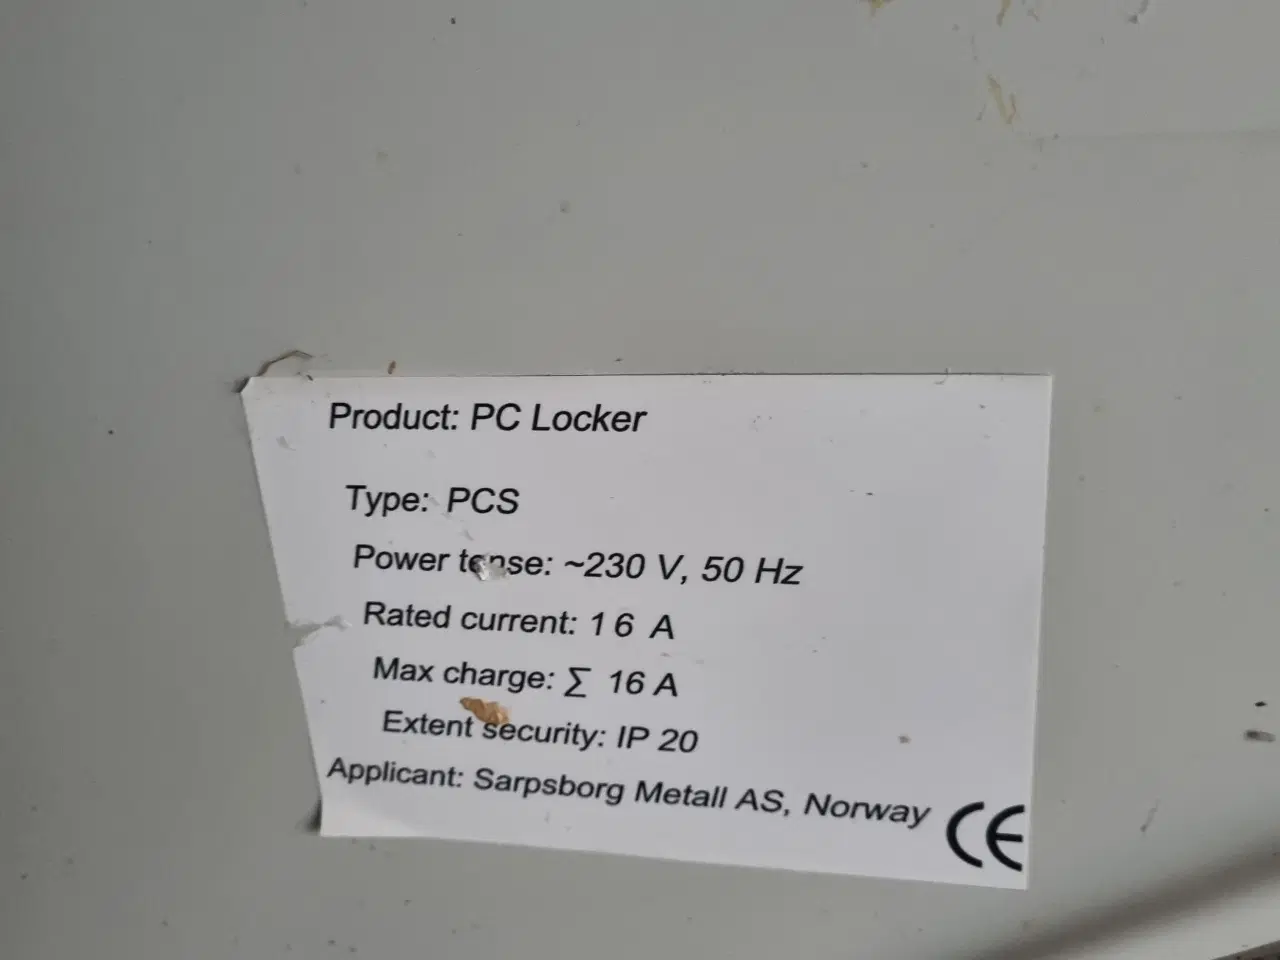 Product: PC Locker
Type: PCS
Power tense: ~230 V, 50 Hz
Rated current: 16 A
Max charge: ∑ 16 A
Extent security: IP 20
Applicant: Sarpsborg Metall AS, Norway CE